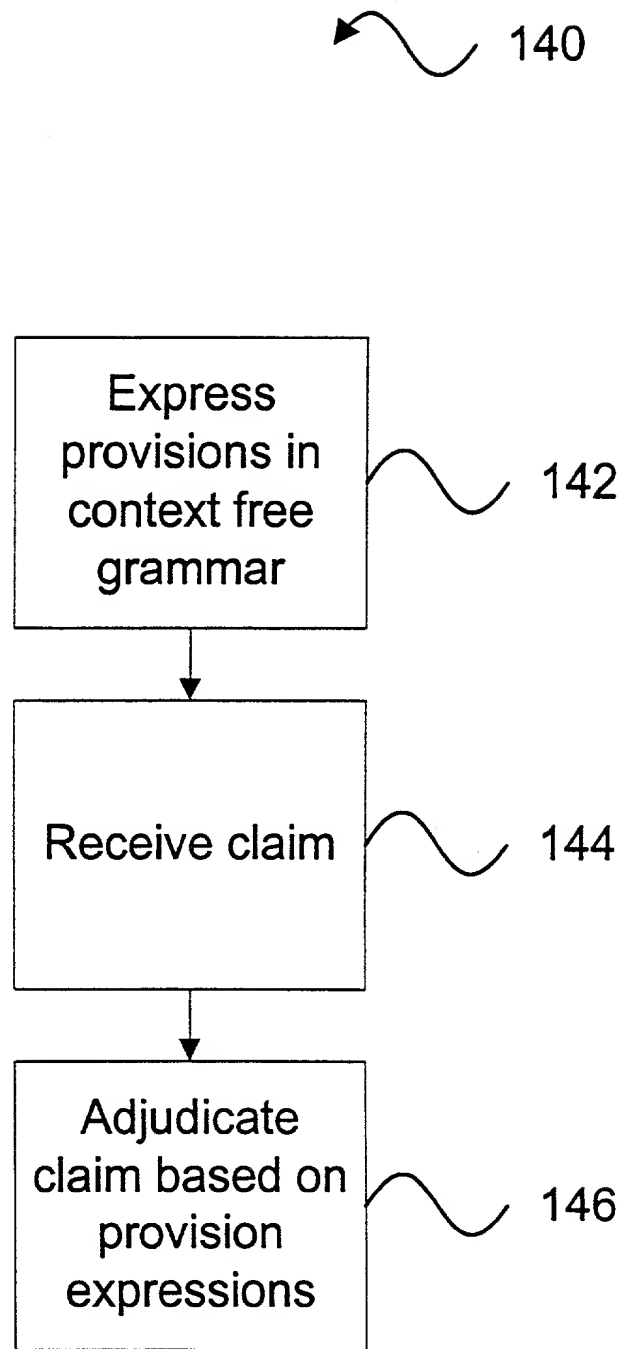 140
Express
provisions in
context free
grammar
142
Receive claim
144
Adjudicate
claim based on
provision
expressions
146